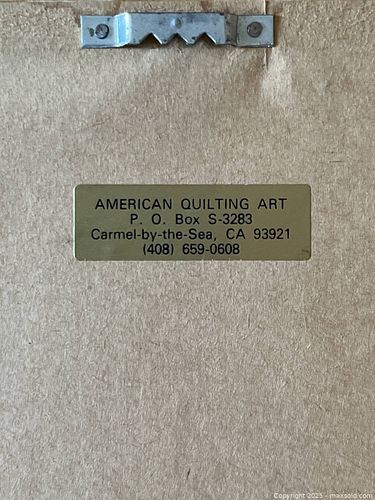 AMERICAN QUILTING ART
P. O. Box S-3283
Carmel-by-the-Sea, CA 93921
(408) 659-0608
Copyright 2025 - maxsold.com